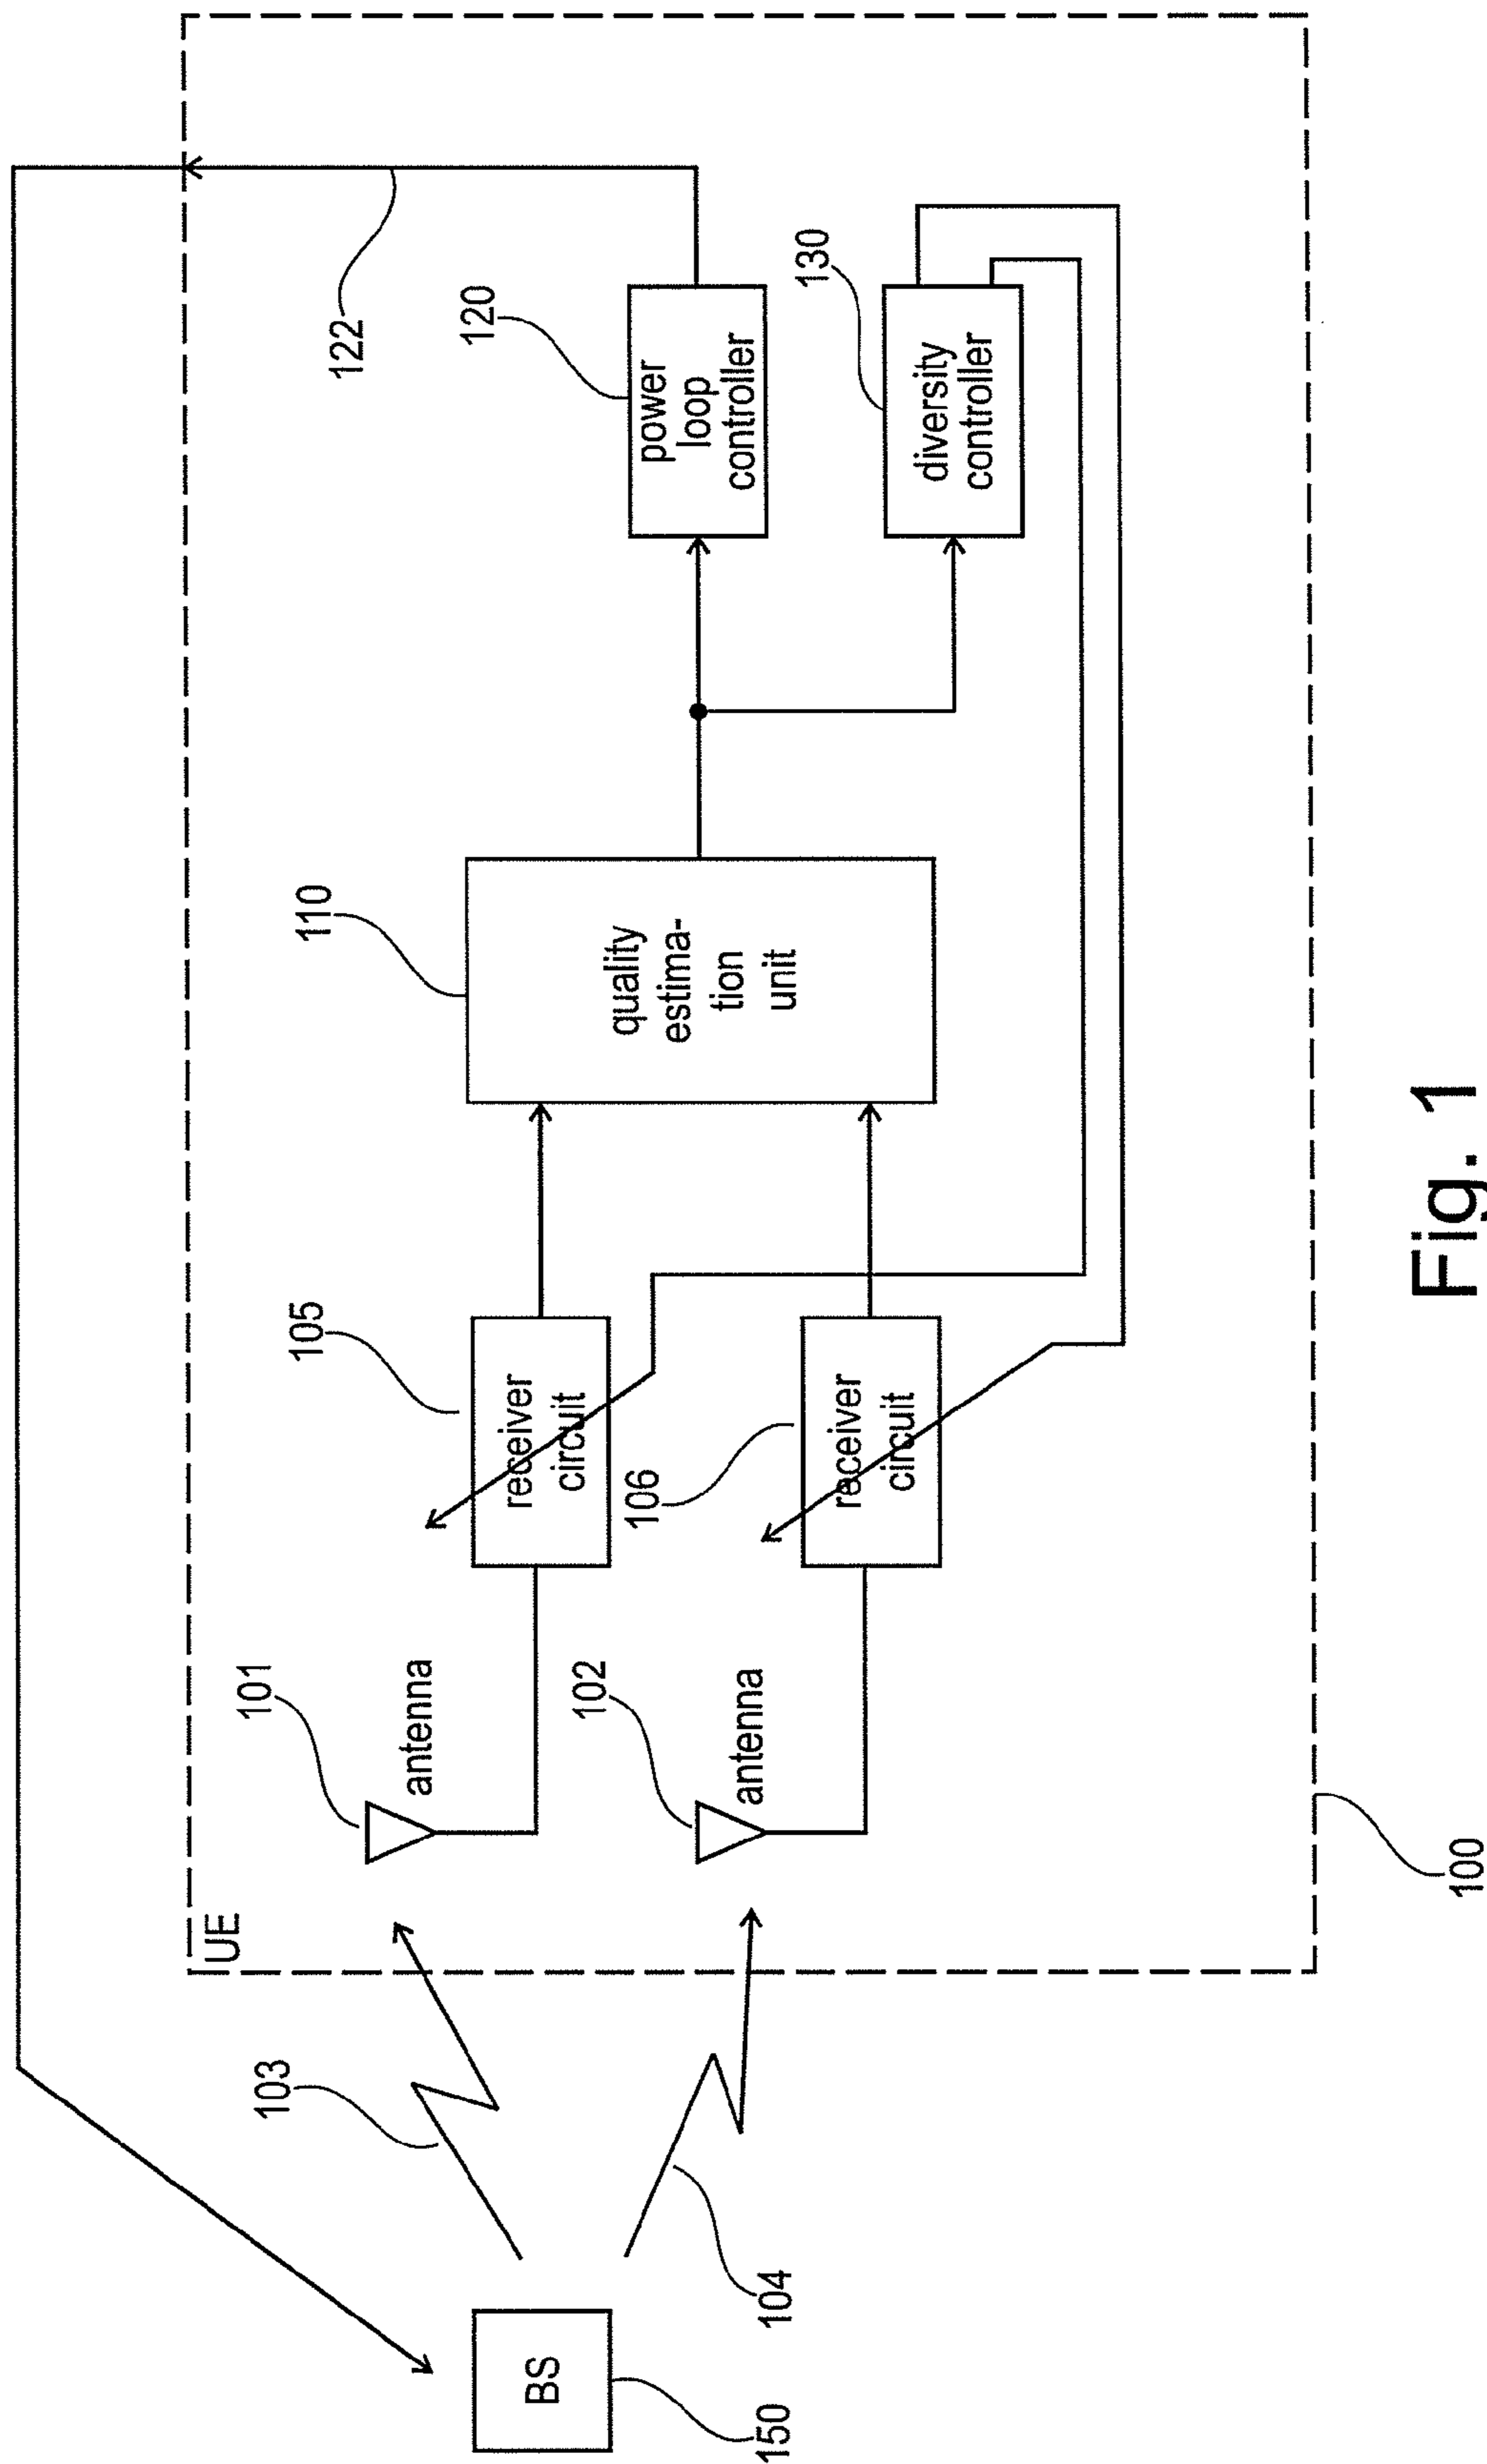 122
120
power
loop
controller
130
diversity
controller
110
quality
estima-
tion
unit
105
receiver
circuit
106
receiver
circuit
101
antenna
102
antenna
UE
100
103
104
BS
150
Fig. 1